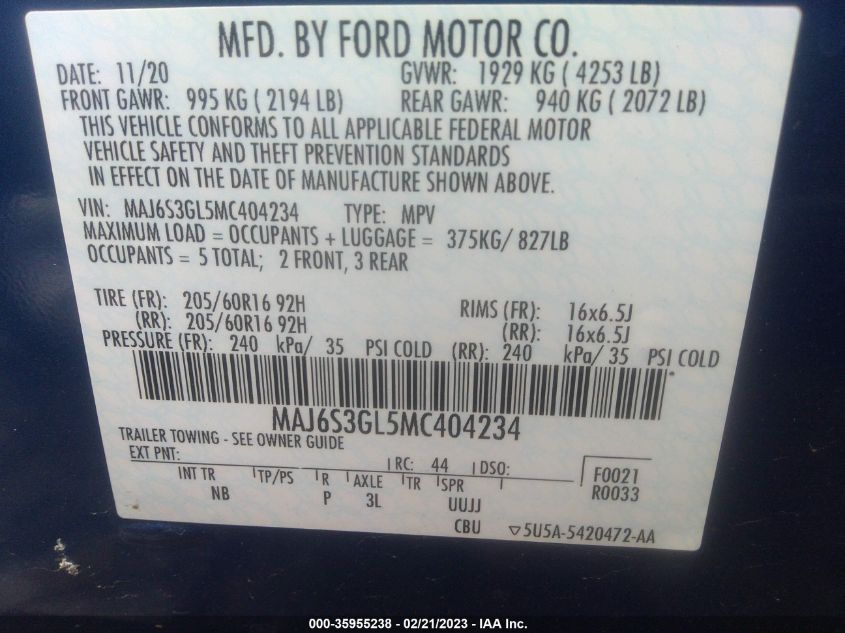 MFD. BY FORD MOTOR CO.
DATE: 11/20 GVWR: 1929 KG ( 4253 LB)
FRONT GAWR: 995 KG ( 2194 LB) REAR GAWR: 940 KG ( 2072 LB)
THIS VEHICLE CONFORMS TO ALL APPLICABLE FEDERAL MOTOR
VEHICLE SAFETY AND THEFT PREVENTION STANDARDS
IN EFFECT ON THE DATE OF MANUFACTURE SHOWN ABOVE.
VIN: MAJ6S3GL5MC404234 TYPE: MPV
MAXIMUM LOAD = OCCUPANTS + LUGGAGE = 375KG/ 827LB
OCCUPANTS = 5 TOTAL; 2 FRONT, 3 REAR
TIRE (FR): 205/60R16 92H RIMS (FR): 16x6.5J
(RR): 205/60R16 92H (RR): 16x6.5J
PRESSURE (FR): 240 kPa/ 35 PSI COLD (RR): 240 kPa/ 35 PSI COLD
MAJ6S3GL5MC404234
TRAILER TOWING - SEE OWNER GUIDE
EXT PNT: RC: 44 DSO: F0021
INT TR TP/PS R AXLE TR SPR R0033
NB P 3L UUJJ
CBU 5U5A-5420472-AA
000-35955238 - 02/21/2023 - IAA Inc.